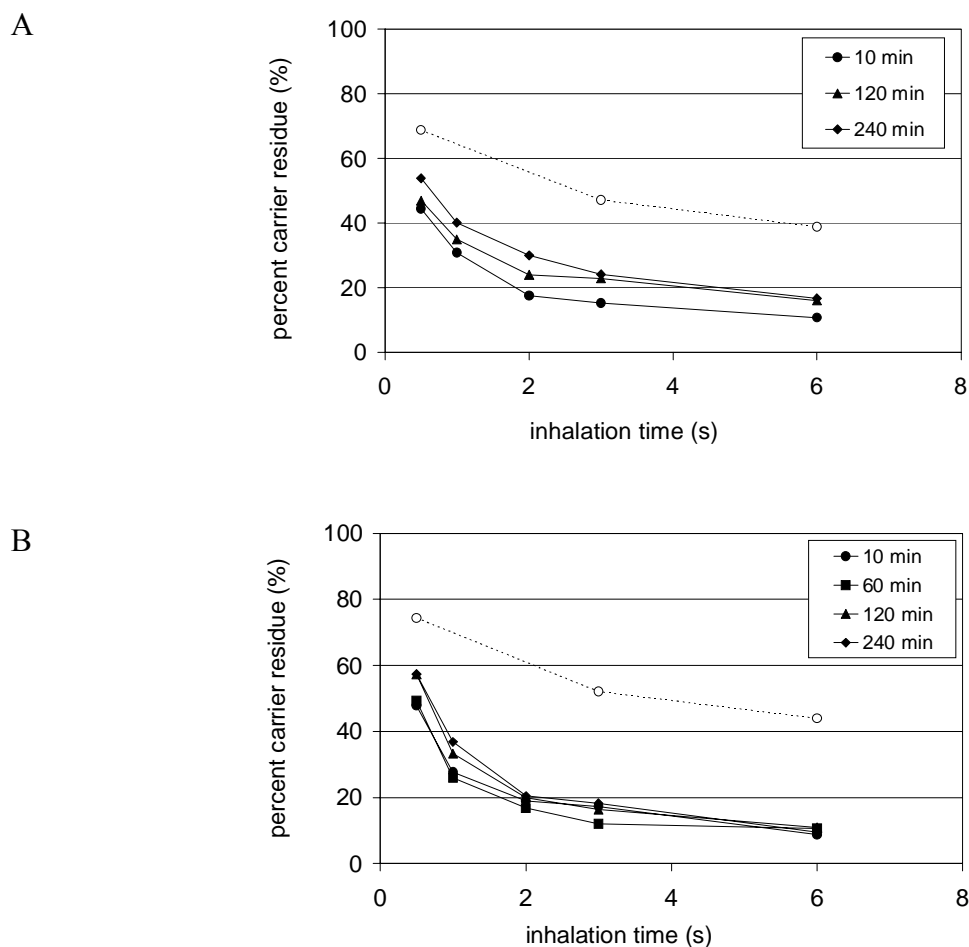 A
percent carrier residue (%)
100
80
60
40
20
0
0 2 4 6 8
inhalation time (s)
10 min
120 min
240 min
B
percent carrier residue (%)
100
80
60
40
20
0
0 2 4 6 8
inhalation time (s)
10 min
60 min
120 min
240 min